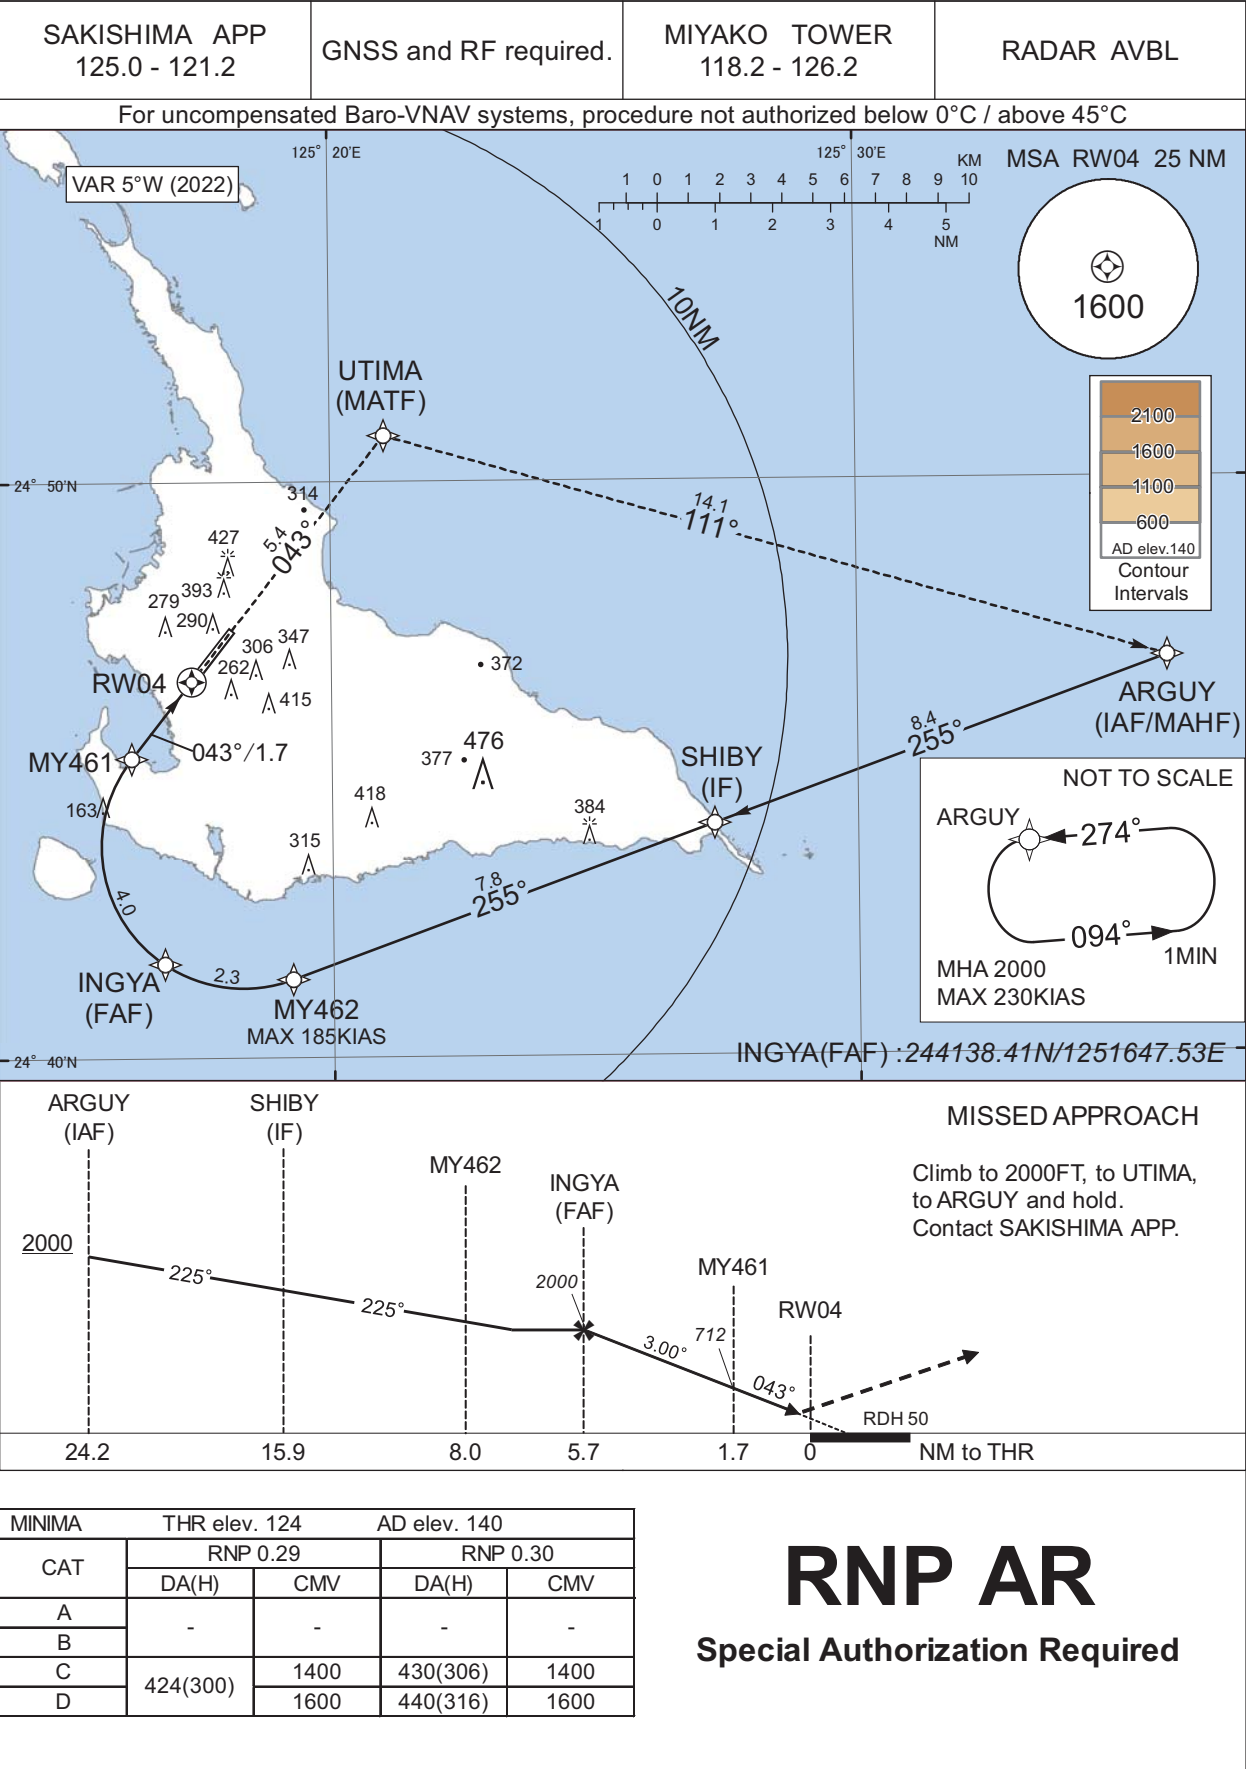 SAKISHIMA APP
125.0 - 121.2
GNSS and RF required.
MIYAKO TOWER
118.2 - 126.2
RADAR AVBL
For uncompensated Baro-VNAV systems, procedure not authorized below 0°C / above 45°C
125° 20'E
125° 30'E
VAR 5°W (2022)
KM
1 0 1 2 3 4 5 6 7 8 9 10
1 0 1 2 3 4 5
NM
MSA RW04 25 NM
1600
10NM
UTIMA
(MATF)
2100
1600
1100
600
AD elev.140
Contour
Intervals
24° 50'N
314
14.1
111°
5.4
043°
427
393
279
290
306
347
262
372
RW04
415
ARGUY
(IAF/MAHF)
8.4
255°
043°/1.7
MY461
476
377
SHIBY
(IF)
163
418
384
315
NOT TO SCALE
ARGUY
274°
094°
1MIN
MHA 2000
MAX 230KIAS
7.8
255°
4.0
2.3
INGYA
(FAF)
MY462
MAX 185KIAS
24° 40'N
INGYA(FAF) :244138.41N/1251647.53E
ARGUY
(IAF)
SHIBY
(IF)
MY462
INGYA
(FAF)
MY461
RW04
MISSED APPROACH
Climb to 2000FT, to UTIMA,
to ARGUY and hold.
Contact SAKISHIMA APP.
2000
225°
225°
2000
3.00°
712
043°
RDH 50
24.2 15.9 8.0 5.7 1.7 0 NM to THR
MINIMA THR elev. 124 AD elev. 140
CAT RNP 0.29 RNP 0.30
DA(H) CMV DA(H) CMV
A - - - -
B
C 424(300) 1400 430(306) 1400
D 1600 440(316) 1600
RNP AR
Special Authorization Required